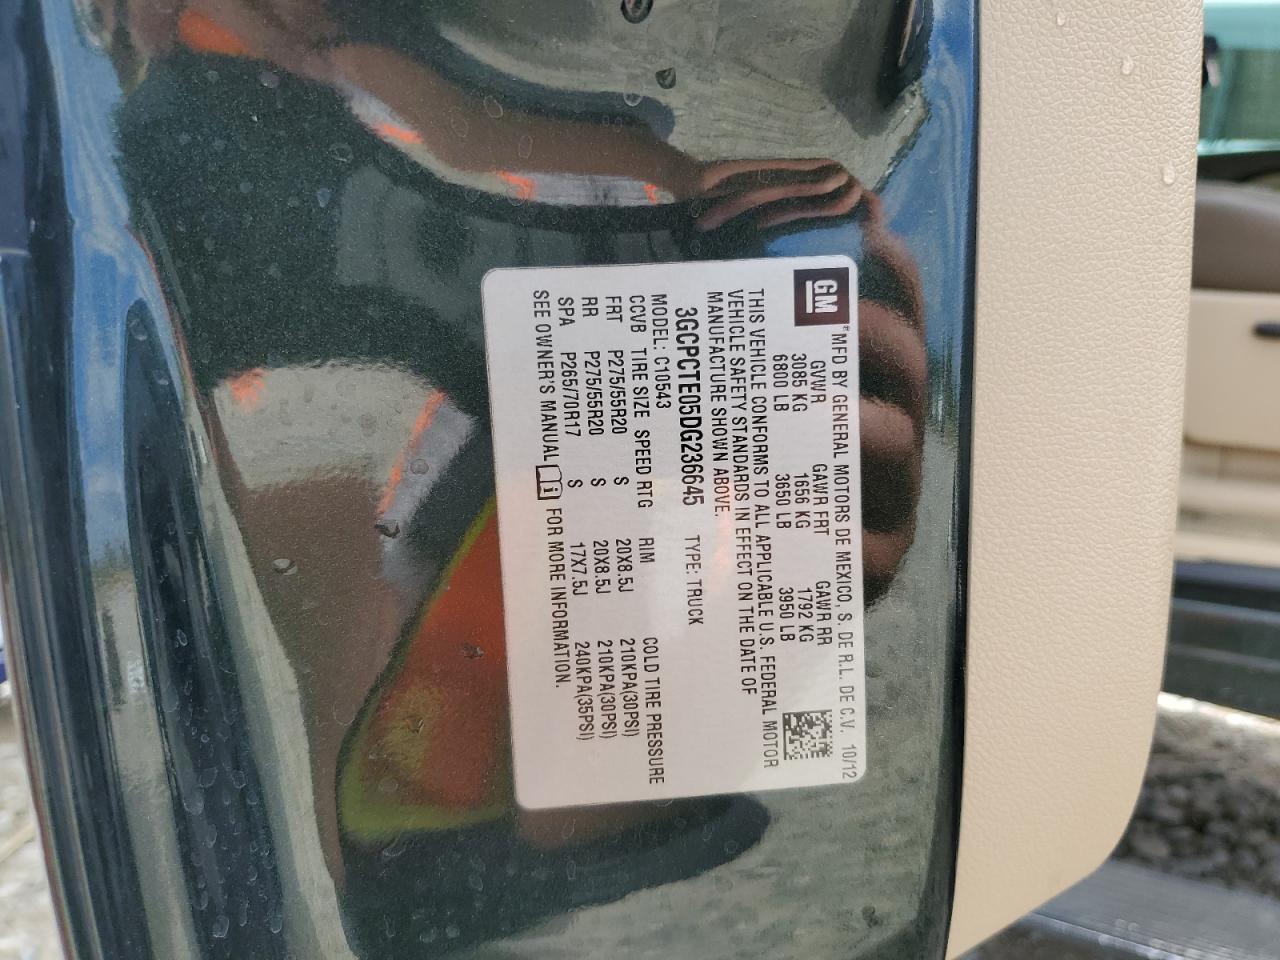 GM
MFD BY GENERAL MOTORS DE MEXICO, S. DE R.L. DE C.V. 10/12
GVWR GAWR FRT GAWR RR
3085 KG 1656 KG 1792 KG
6800 LB 3650 LB 3950 LB
THIS VEHICLE CONFORMS TO ALL APPLICABLE U.S. FEDERAL MOTOR
VEHICLE SAFETY STANDARDS IN EFFECT ON THE DATE OF
MANUFACTURE SHOWN ABOVE.
3GCPCTE05DG236645 TYPE: TRUCK
MODEL: C10543
CCVB TIRE SIZE SPEED RTG RIM COLD TIRE PRESSURE
FRT P275/55R20 S 20X8.5J 210KPA(30PSI)
RR P275/55R20 S 20X8.5J 210KPA(30PSI)
SPA P265/70R17 S 17X7.5J 240KPA(35PSI)
SEE OWNER'S MANUAL i FOR MORE INFORMATION.